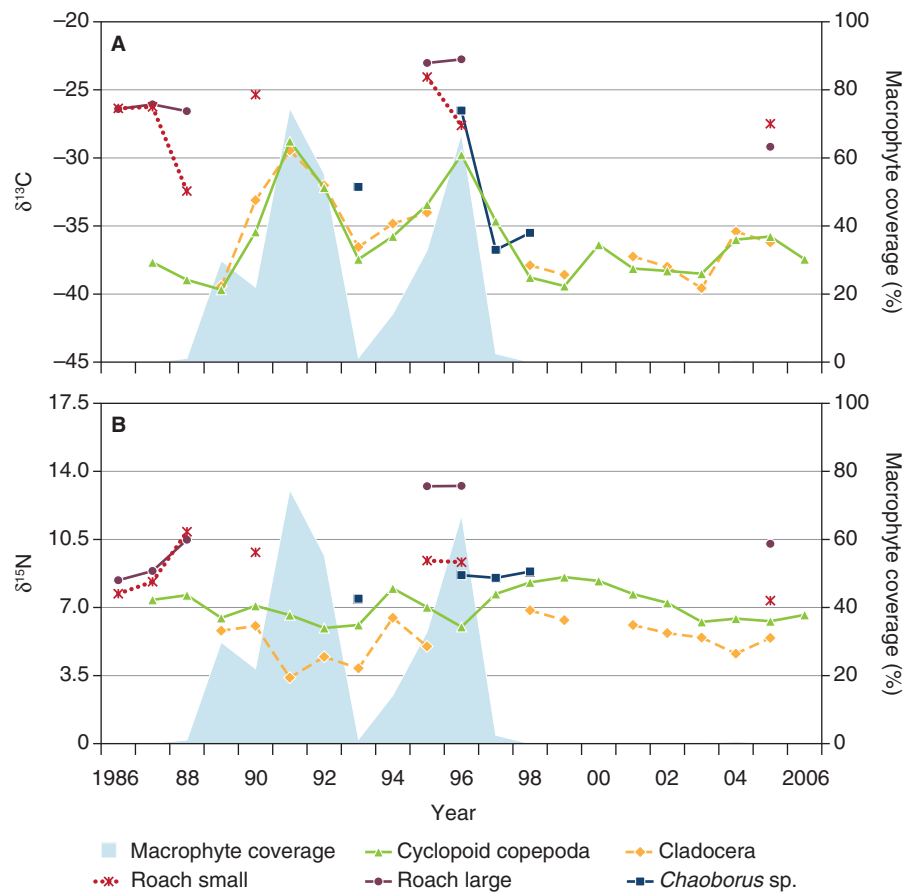 A
−20
−25
−30
−35
−40
−45
δ13C
100
80
60
40
20
0
Macrophyte coverage (%)
B
17.5
14.0
10.5
7.0
3.5
0
δ15N
100
80
60
40
20
0
Macrophyte coverage (%)
1986 88 90 92 94 96 98 00 02 04 2006
Year
Macrophyte coverage Cyclopoid copepoda Cladocera
Roach small Roach large Chaoborus sp.